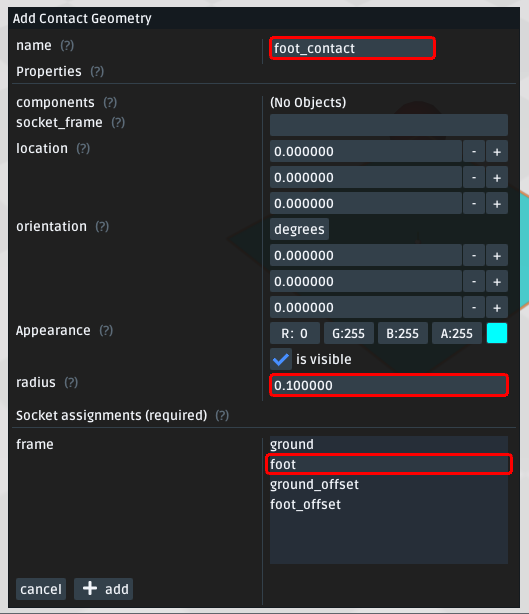 Add Contact Geometry
name (?) foot_contact
Properties (?)
components (?) (No Objects)
socket_frame (?)
location (?) 0.000000 - +
0.000000 - +
0.000000 - +
orientation (?) degrees
0.000000 - +
0.000000 - +
0.000000 - +
Appearance (?) R: 0 G:255 B:255 A:255
is visible
radius (?) 0.100000
Socket assignments (required) (?)
frame ground
foot
ground_offset
foot_offset
cancel + add